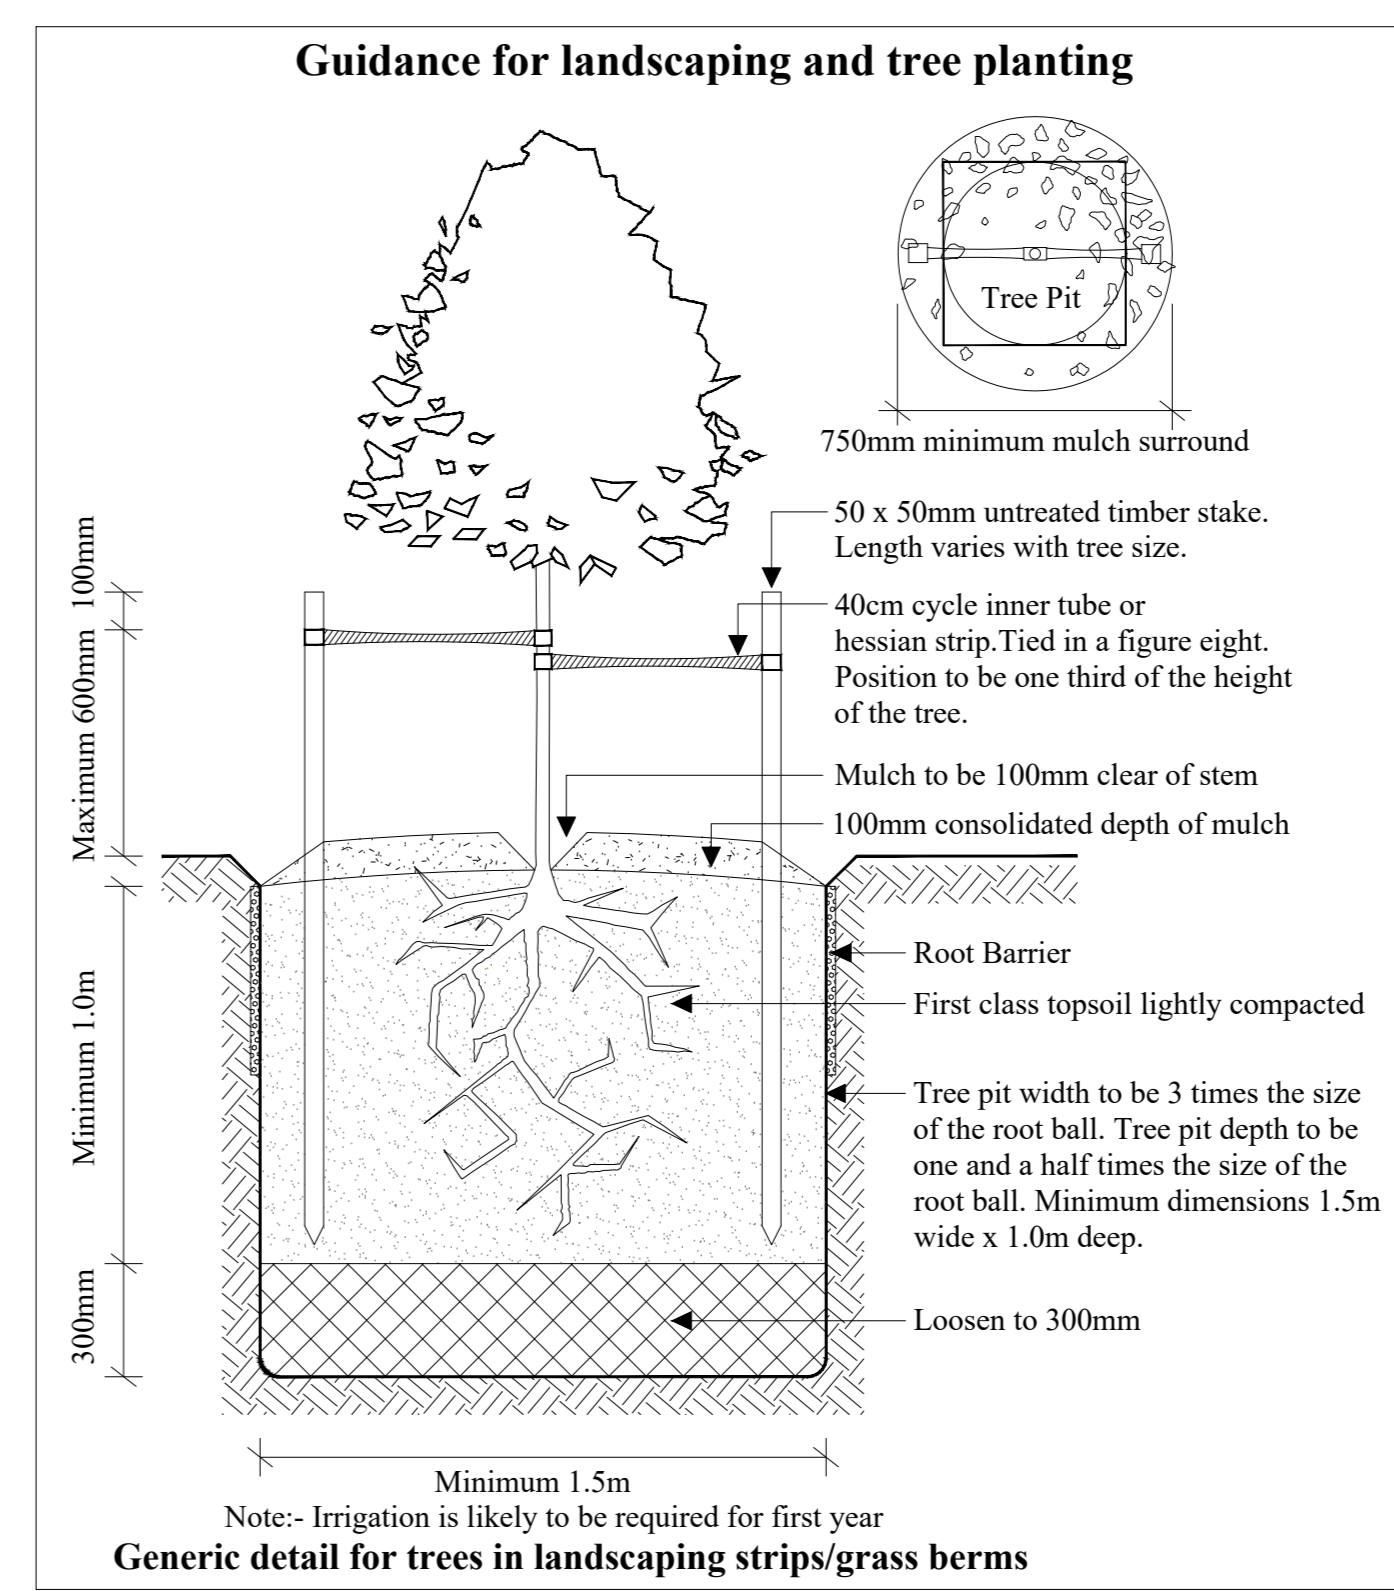 Guidance for landscaping and tree planting
Tree Pit
750mm minimum mulch surround
50 x 50mm untreated timber stake.
Length varies with tree size.
40cm cycle inner tube or
hessian strip.Tied in a figure eight.
Position to be one third of the height
of the tree.
Mulch to be 100mm clear of stem
100mm consolidated depth of mulch
Root Barrier
First class topsoil lightly compacted
Tree pit width to be 3 times the size
of the root ball. Tree pit depth to be
one and a half times the size of the
root ball. Minimum dimensions 1.5m
wide x 1.0m deep.
Loosen to 300mm
100mm
Maximum 600mm
Minimum 1.0m
300mm
Minimum 1.5m
Note:- Irrigation is likely to be required for first year
Generic detail for trees in landscaping strips/grass berms